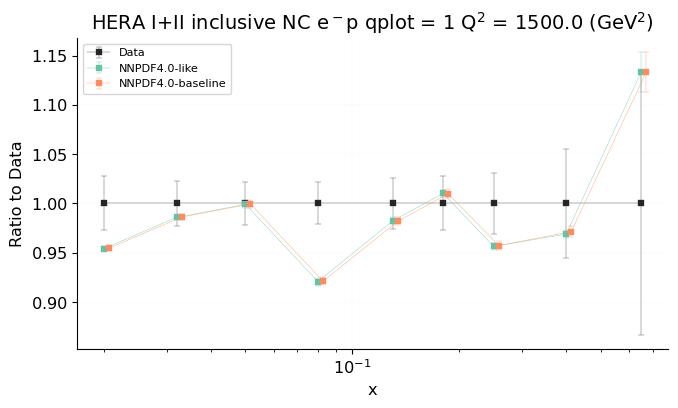 HERA I+II inclusive NC e⁻p qplot = 1 Q² = 1500.0 (GeV²)
Data
NNPDF4.0-like
NNPDF4.0-baseline
Ratio to Data
1.15
1.10
1.05
1.00
0.95
0.90
10⁻¹
x